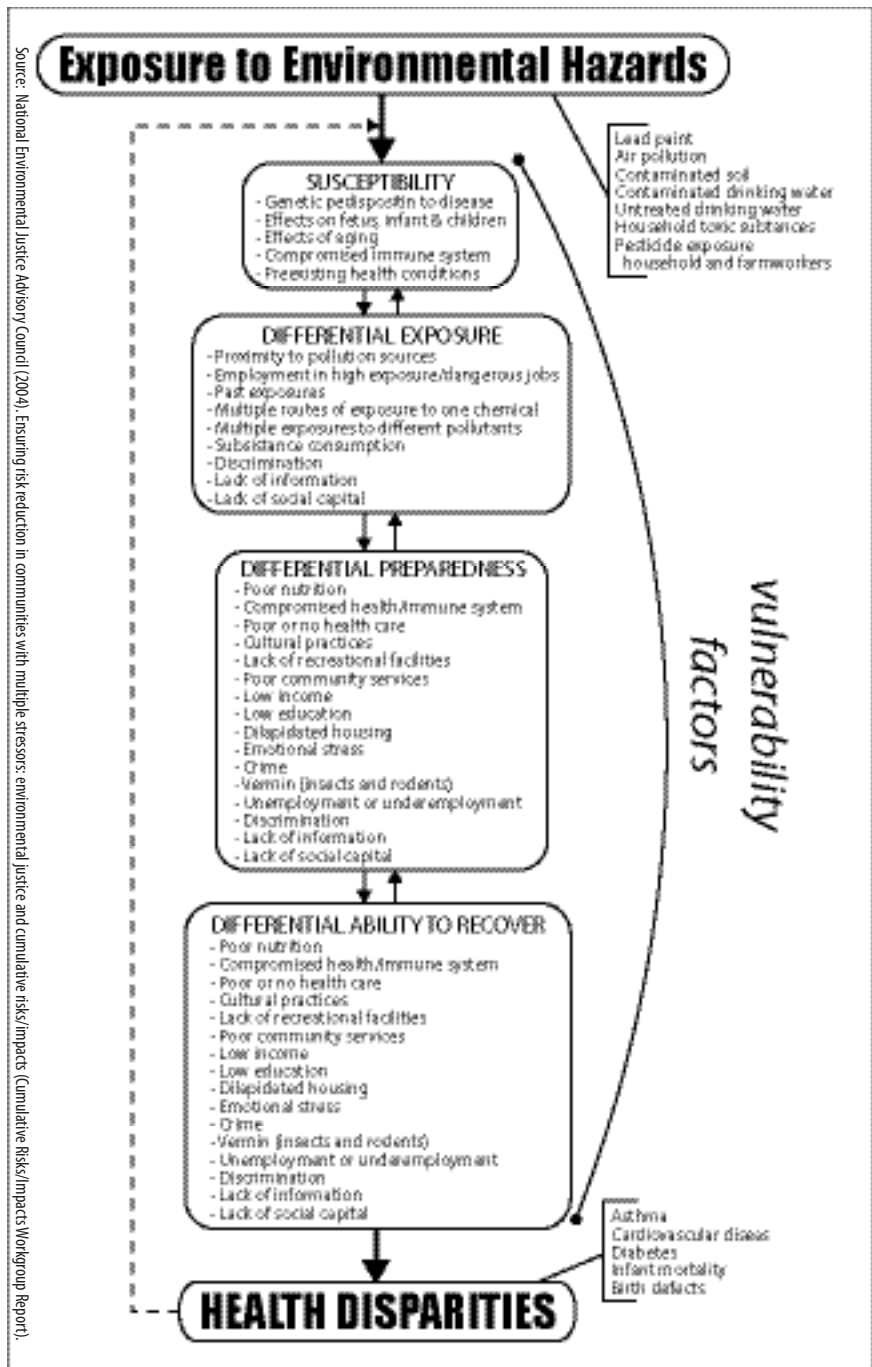 Exposure to Environmental Hazards
Lead paint
Air pollution
Contaminated soil
Contaminated drinking water
Untreated drinking water
Household toxic subtances
Pesticide exposure
household and farmworkers
SUSCEPTIBILITY
- Genetic pedispositin to disease
- Effects on fetus, infant & children
- Effects of aging
- Compromised immune system
- Preexisting health conditions
DIFFERENTIAL EXPOSURE
- Proximity to pollution sources
- Employment in high exposure/dangerous jobs
- Past exposures
- Multiple routes of exposure to one chemical
- Multiple exposures to different pollutants
- Subsistance consumption
- Discrimination
- Lack of information
- Lack of social capital
DIFFERENTIAL PREPAREDNESS
- Poor nutrition
- Compromised health/immune system
- Poor or no health care
- Cultural practices
- Lack of recreational facilities
- Poor community services
- Low income
- Low education
- Dilapidated housing
- Emotional stress
- Crime
- Vermin (insects and rodents)
- Unemployment or underemployment
- Discrimination
- Lack of information
- Lack of social capital
vulnerability
factors
DIFFERENTIAL ABILITY TO RECOVER
- Poor nutrition
- Compromised health/immune system
- Poor or no health care
- Cultural practices
- Lack of recreational facilities
- Poor community services
- Low income
- Low education
- Dilapidated housing
- Emotional stress
- Crime
- Vermin (insects and rodents)
- Unemployment or underemployment
- Discrimination
- Lack of information
- Lack of social capital
Asthma
Cardiovascular diseas
Diabetes
Infant mortality
Birth defects
HEALTH DISPARITIES
Source: National Environmental Justice Advisory Council (2004). Ensuring risk reduction in communities with multiple stressors: environmental justice and cumulative risks/impacts (Cumulative Risks/Impacts Workgroup Report).